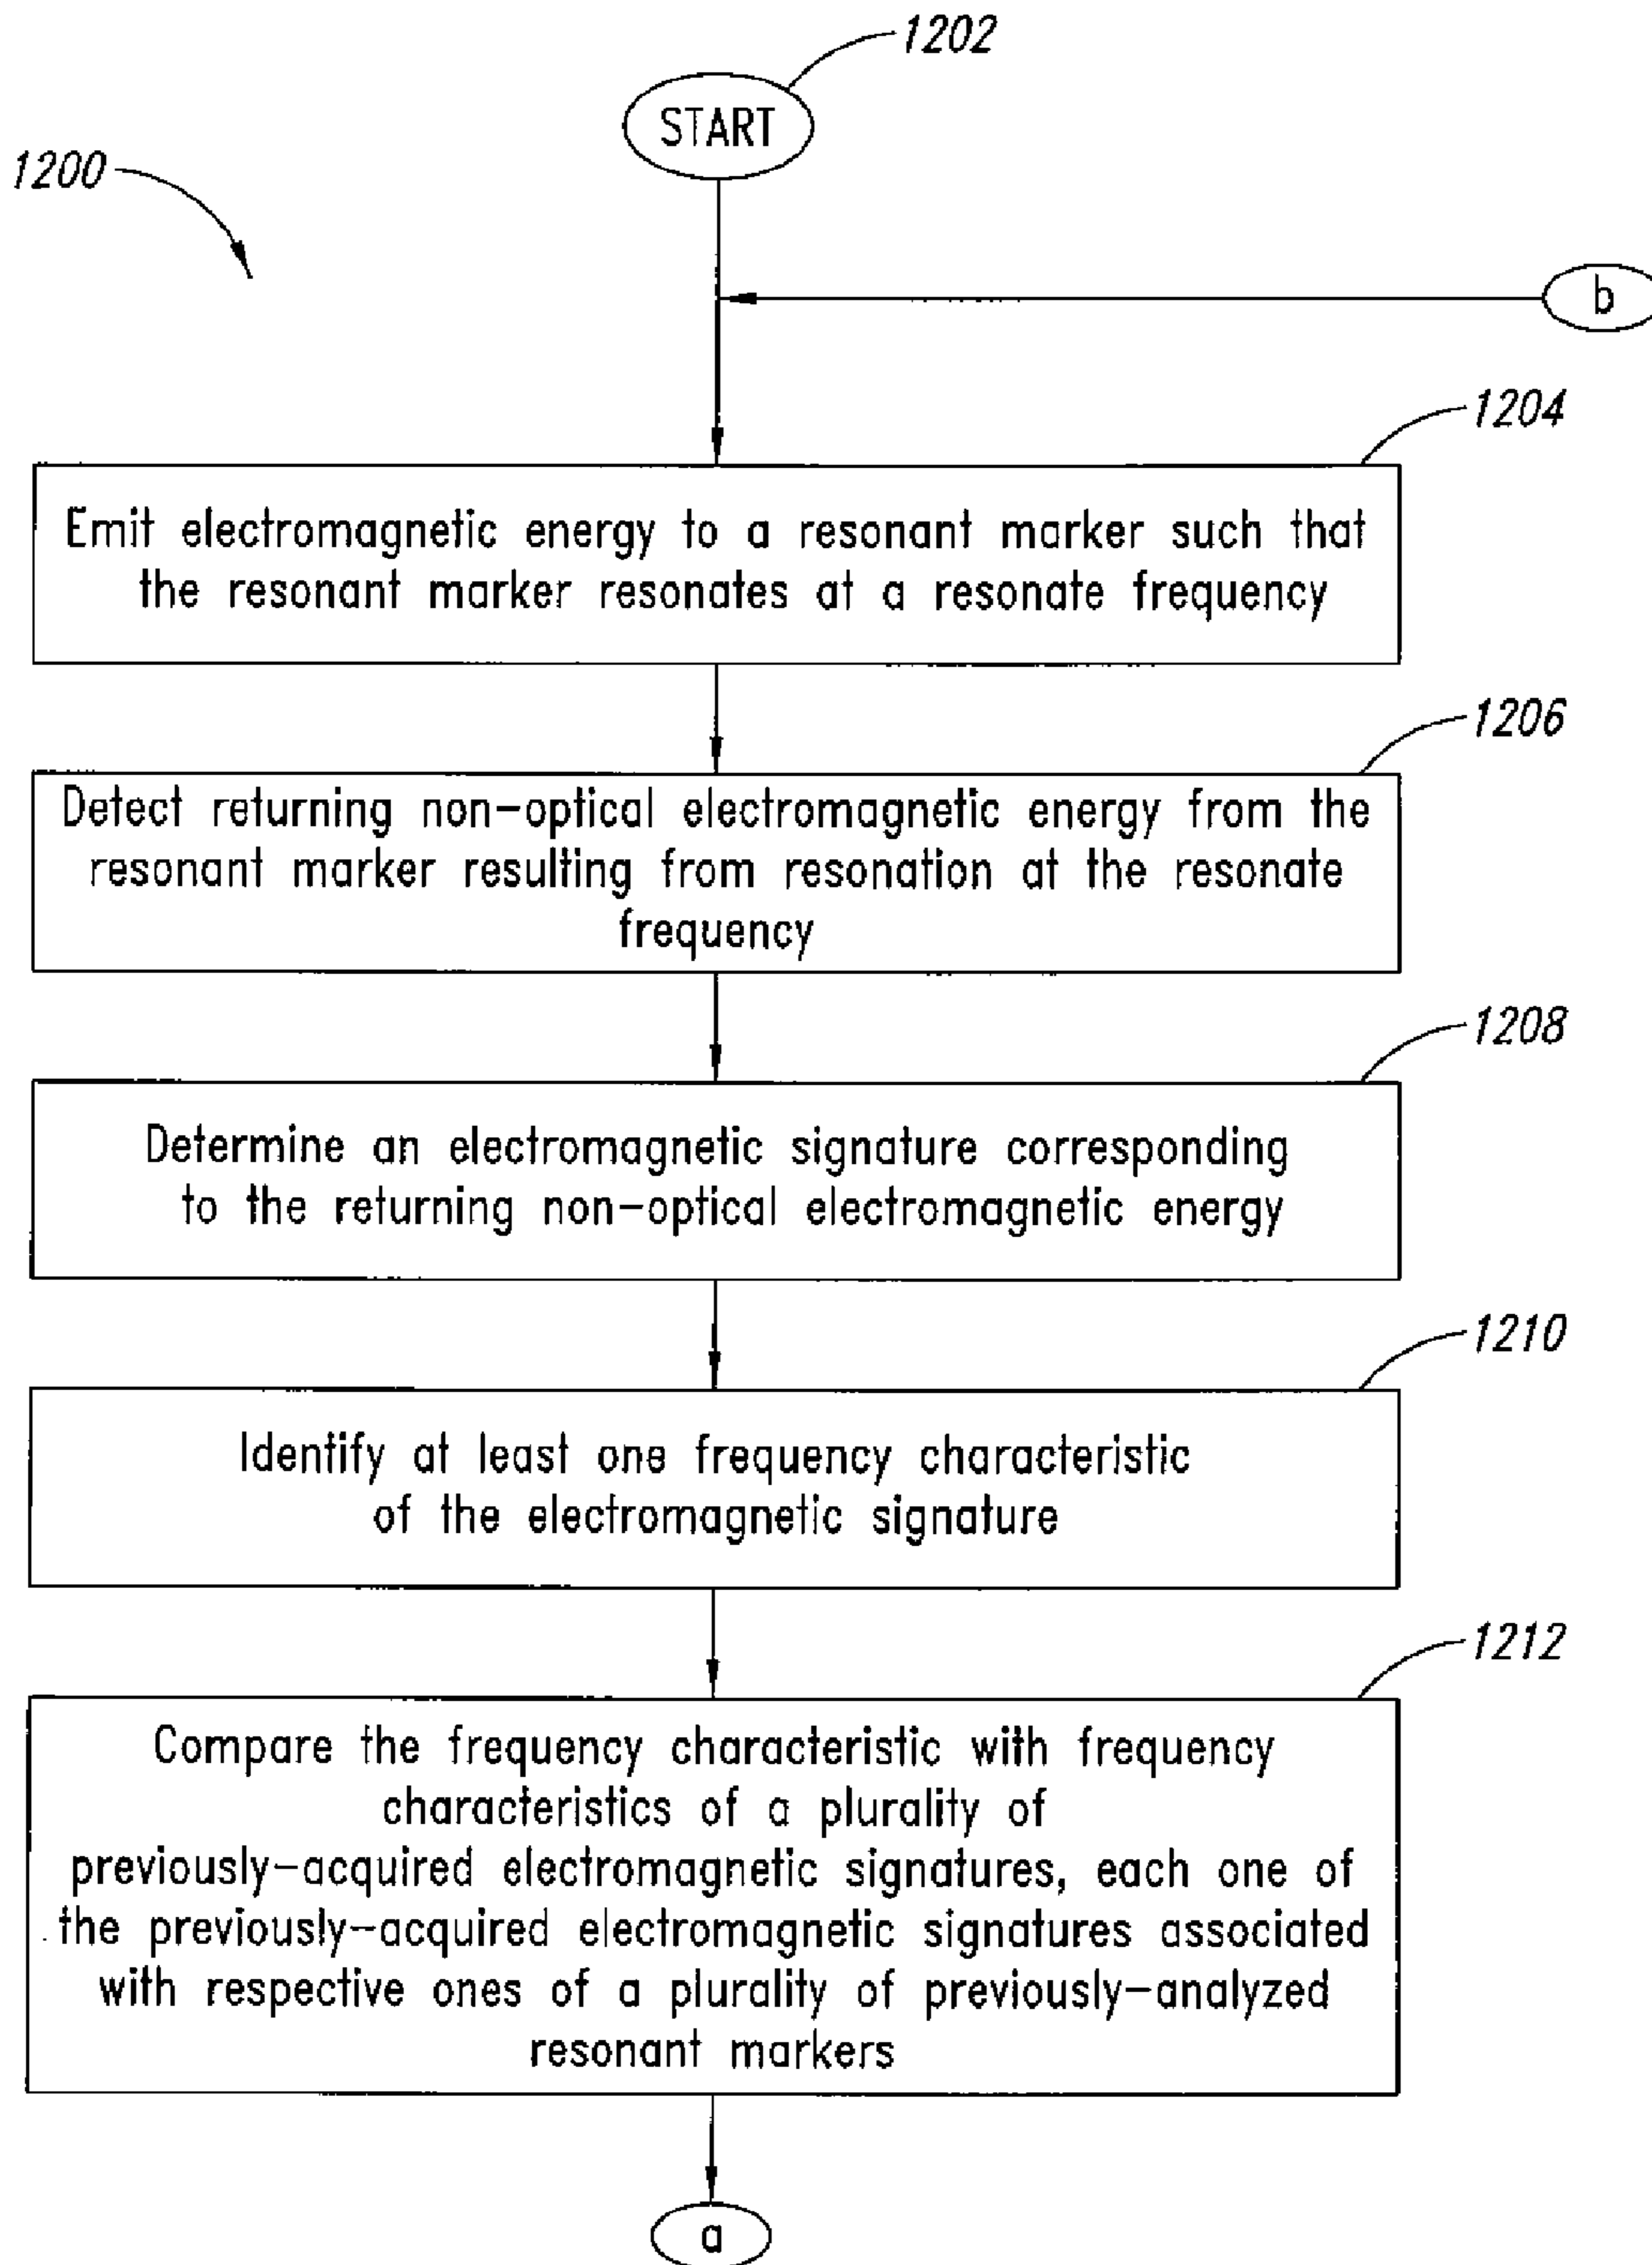 1202
START
1200
b
1204
Emit electromagnetic energy to a resonant marker such that
the resonant marker resonates at a resonate frequency
1206
Detect returning non-optical electromagnetic energy from the
resonant marker resulting from resonation at the resonate
frequency
1208
Determine an electromagnetic signature corresponding
to the returning non-optical electromagnetic energy
1210
Identify at least one frequency characteristic
of the electromagnetic signature
1212
Compare the frequency characteristic with frequency
characteristics of a plurality of
previously-acquired electromagnetic signatures, each one of
the previously-acquired electromagnetic signatures associated
with respective ones of a plurality of previously-analyzed
resonant markers
a